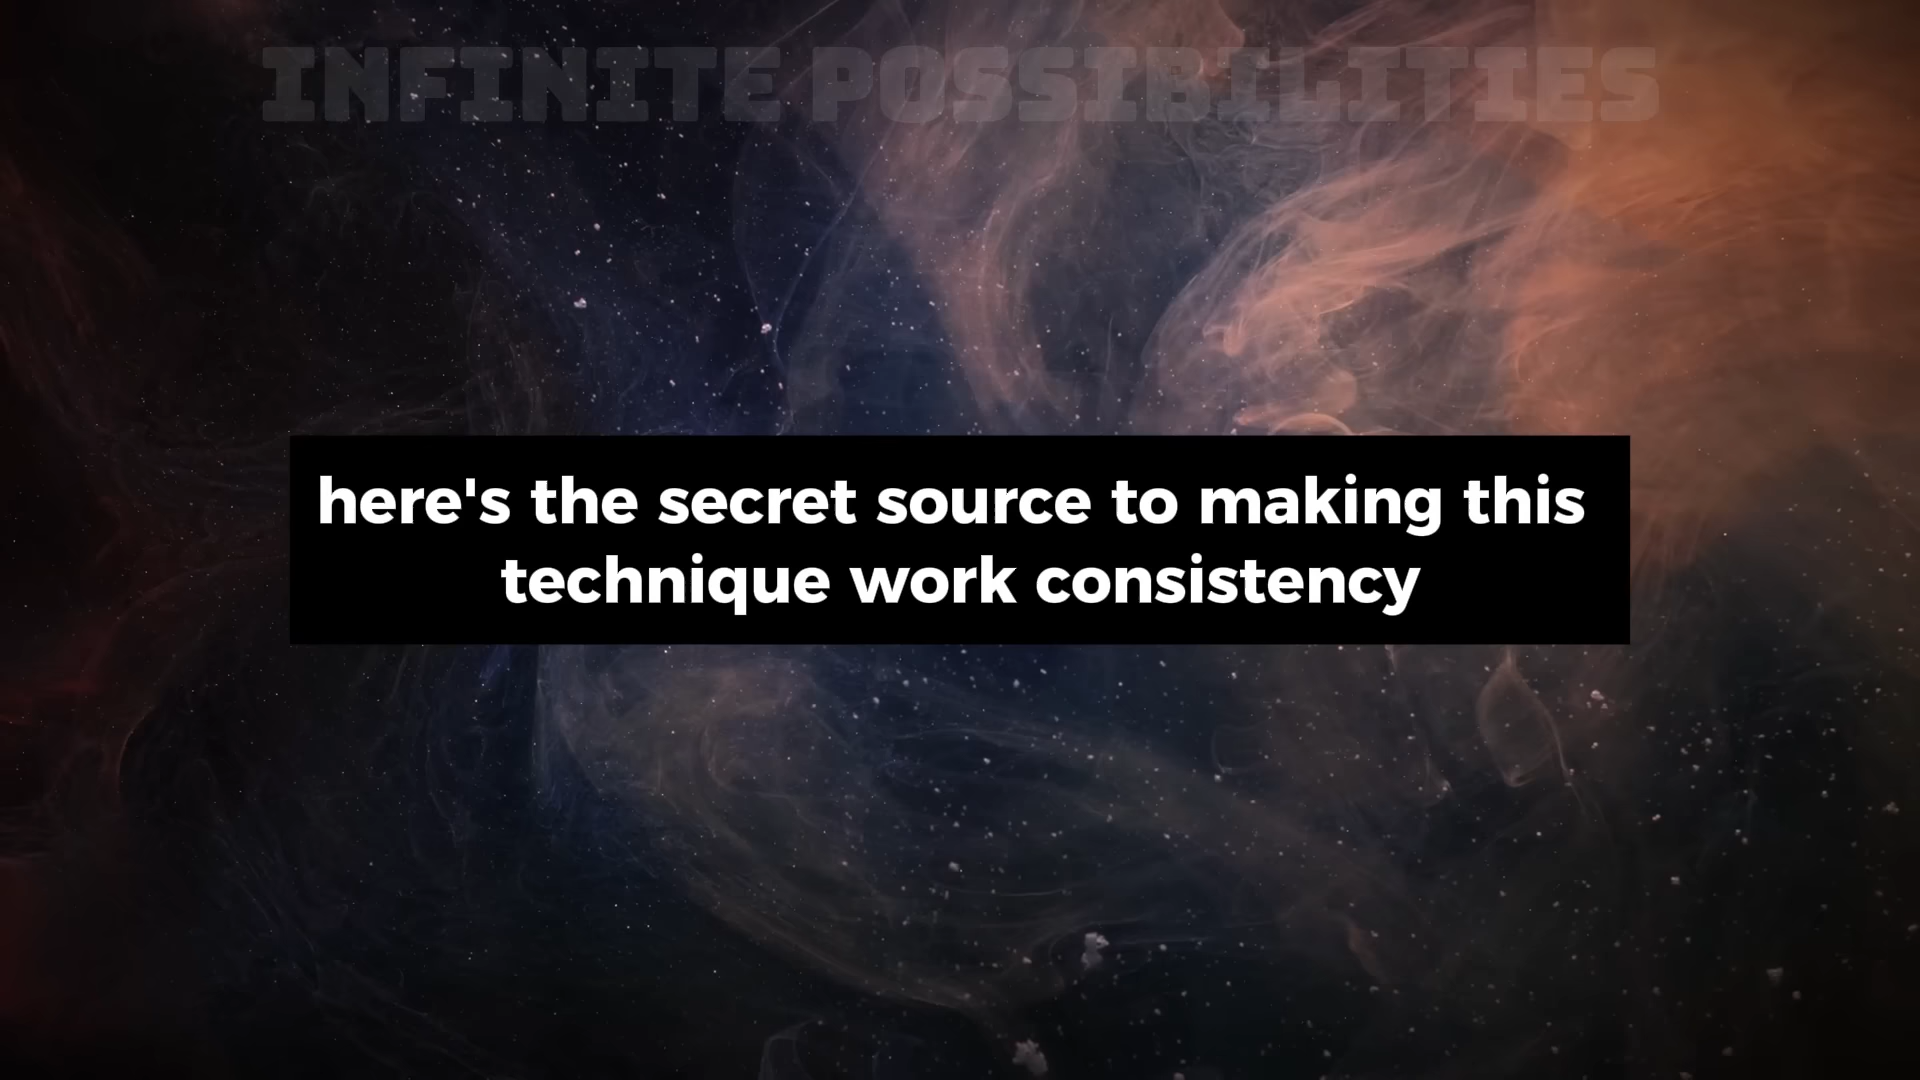 INFINITE POSSIBILITIES
here's the secret source to making this
technique work consistency